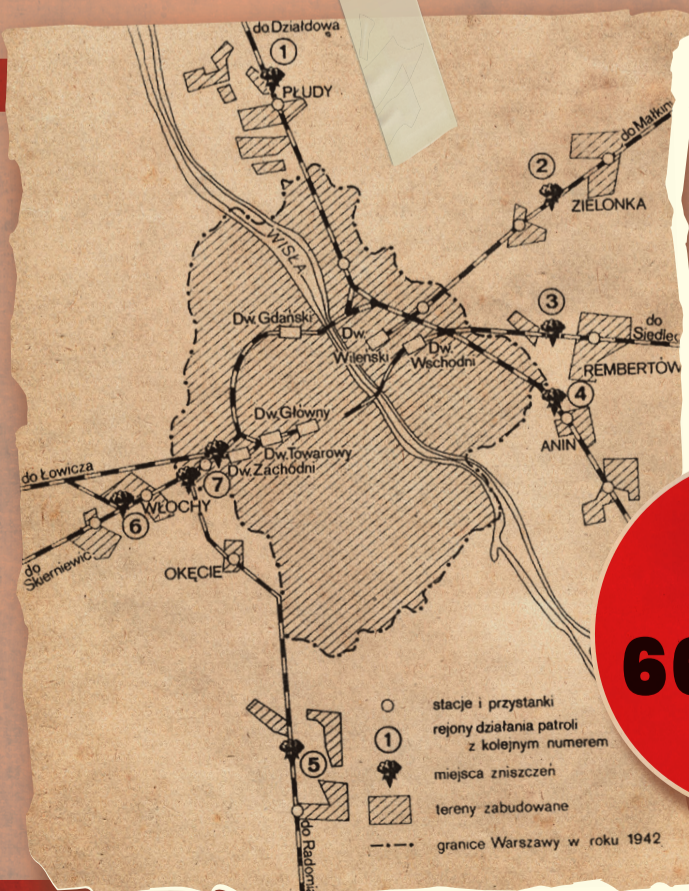 do Działdowa
1
PŁUDY
do Małkini
2
ZIELONKA
WISŁA
3
Dw. Gdański
Dw.
Wileński
Dw.
Wschodni
do
Siedlec
REMBERTÓW
4
ANIN
Dw. Główny
Dw. Towarowy
Dw. Zachodni
do Łowicza
7
WŁOCHY
6
do
Skierniewic
OKĘCIE
60
5
do Radomia
stacje i przystanki
1
rejony działania patroli
z kolejnym numerem
miejsca zniszczeń
tereny zabudowane
granice Warszawy w roku 1942